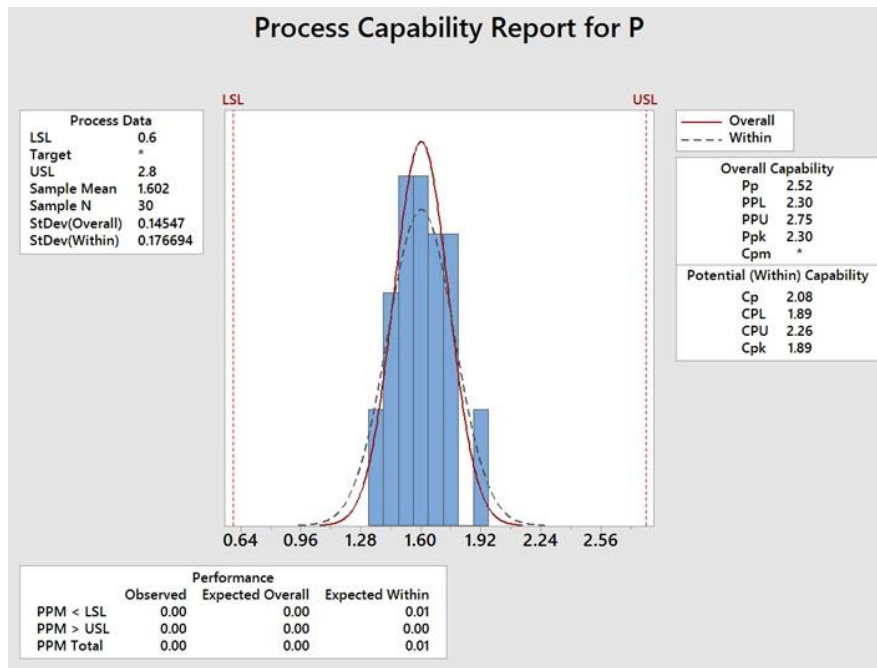 Process Capability Report for P
LSL USL
Process Data
LSL 0.6
Target *
USL 2.8
Sample Mean 1.602
Sample N 30
StDev(Overall) 0.14547
StDev(Within) 0.176694
Overall
Within
Overall Capability
Pp 2.52
PPL 2.30
PPU 2.75
Ppk 2.30
Cpm *
Potential (Within) Capability
Cp 2.08
CPL 1.89
CPU 2.26
Cpk 1.89
0.64 0.96 1.28 1.60 1.92 2.24 2.56
Performance
Observed Expected Overall Expected Within
PPM < LSL 0.00 0.00 0.01
PPM > USL 0.00 0.00 0.00
PPM Total 0.00 0.00 0.01